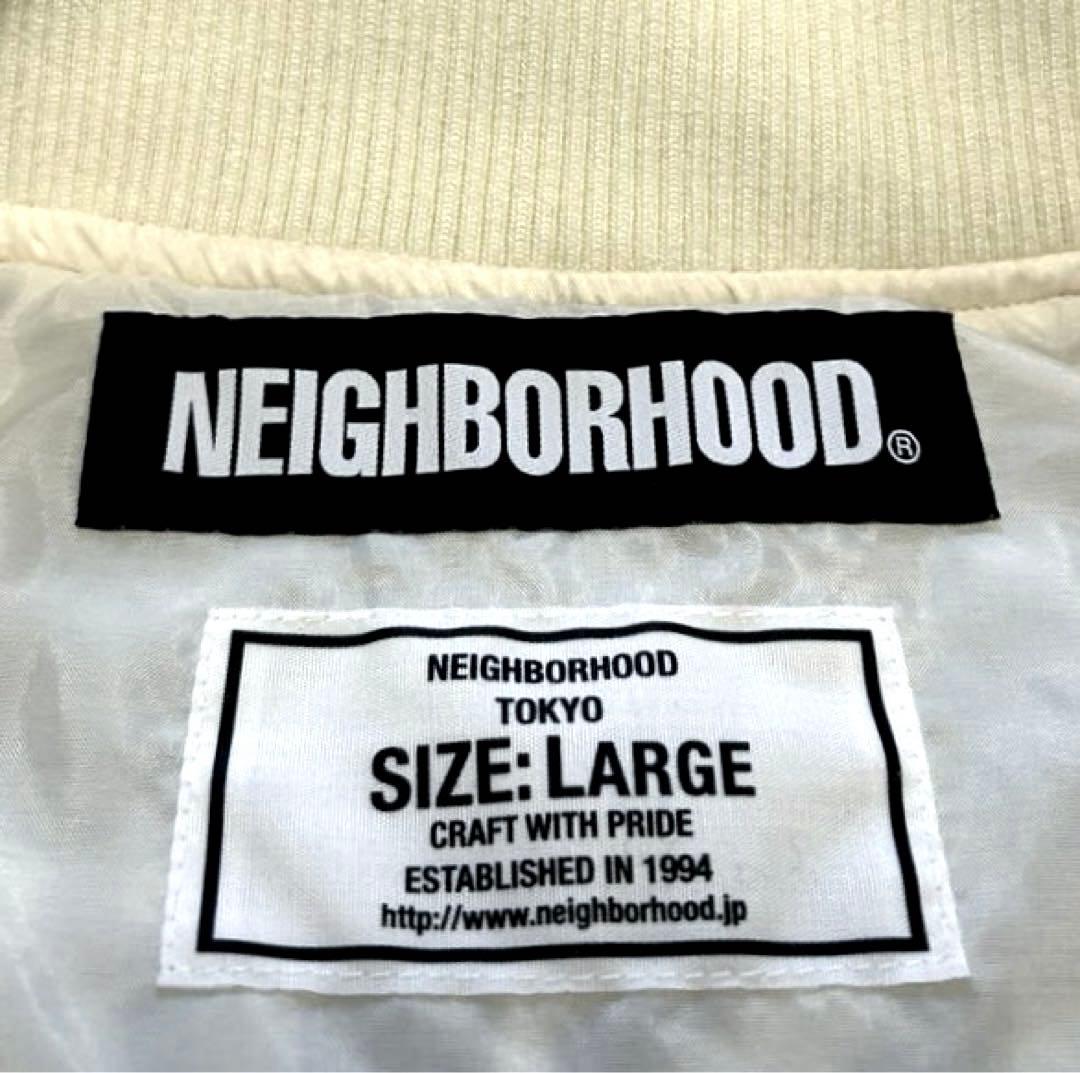 NEIGHBORHOOD®
NEIGHBORHOOD
TOKYO
SIZE: LARGE
CRAFT WITH PRIDE
ESTABLISHED IN 1994
http://www.neighborhood.jp